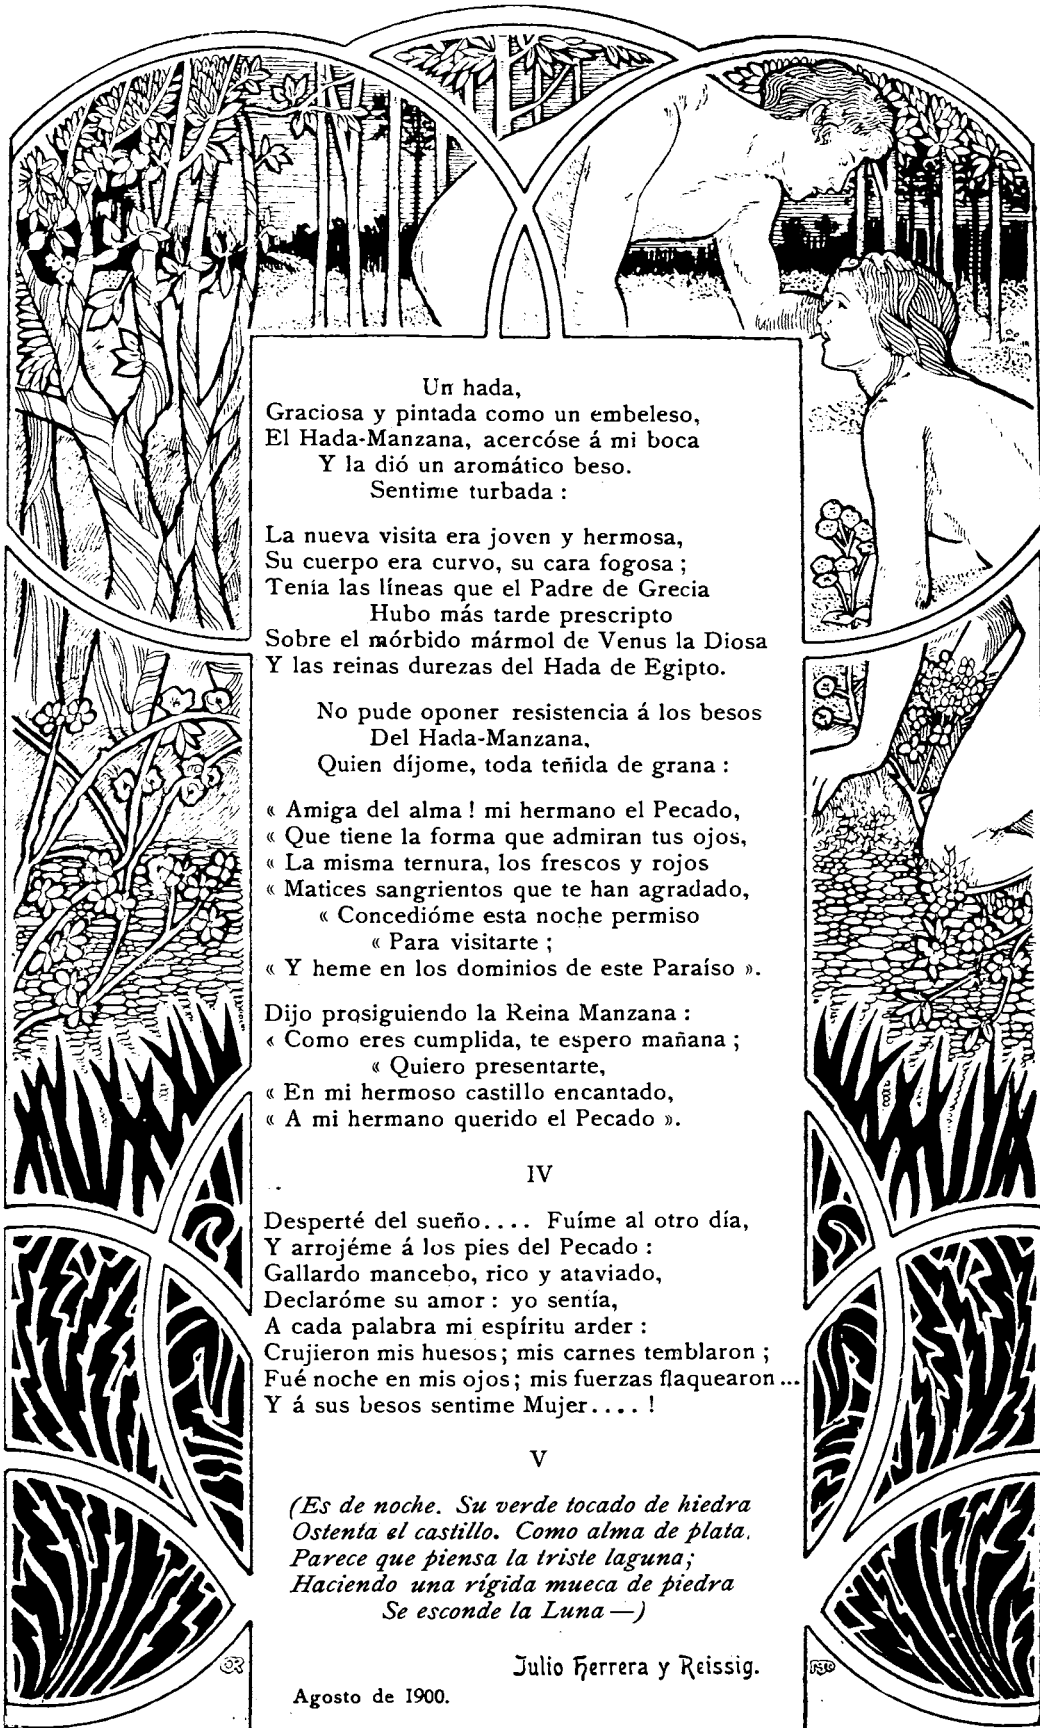 Un hada,
Graciosa y pintada como un embeleso,
El Hada-Manzana, acercóse á mi boca
Y la dió un aromático beso.
Sentime turbada :
La nueva visita era joven y hermosa,
Su cuerpo era curvo, su cara fogosa ;
Tenía las líneas que el Padre de Grecia
Hubo más tarde prescripto
Sobre el mórbido mármol de Venus la Diosa
Y las reinas durezas del Hada de Egipto.
No pude oponer resistencia á los besos
Del Hada-Manzana,
Quien díjome, toda teñida de grana :
« Amiga del alma ! mi hermano el Pecado,
« Que tiene la forma que admiran tus ojos,
« La misma ternura, los frescos y rojos
« Matices sangrientos que te han agradado,
« Concedióme esta noche permiso
« Para visitarte ;
« Y heme en los dominios de este Paraíso ».
Dijo prosiguiendo la Reina Manzana :
« Como eres cumplida, te espero mañana ;
« Quiero presentarte,
« En mi hermoso castillo encantado,
« A mi hermano querido el Pecado ».
IV
Desperté del sueño.... Fuíme al otro día,
Y arrojéme á los pies del Pecado :
Gallardo mancebo, rico y ataviado,
Declaróme su amor : yo sentía,
A cada palabra mi espíritu arder :
Crujieron mis huesos ; mis carnes temblaron ;
Fué noche en mis ojos ; mis fuerzas flaquearon ...
Y á sus besos sentime Mujer.... !
V
(Es de noche. Su verde tocado de hiedra
Ostenta el castillo. Como alma de plata,
Parece que piensa la triste laguna;
Haciendo una rígida mueca de piedra
Se esconde la Luna —)
Julio Herrera y Reissig.
Agosto de 1900.